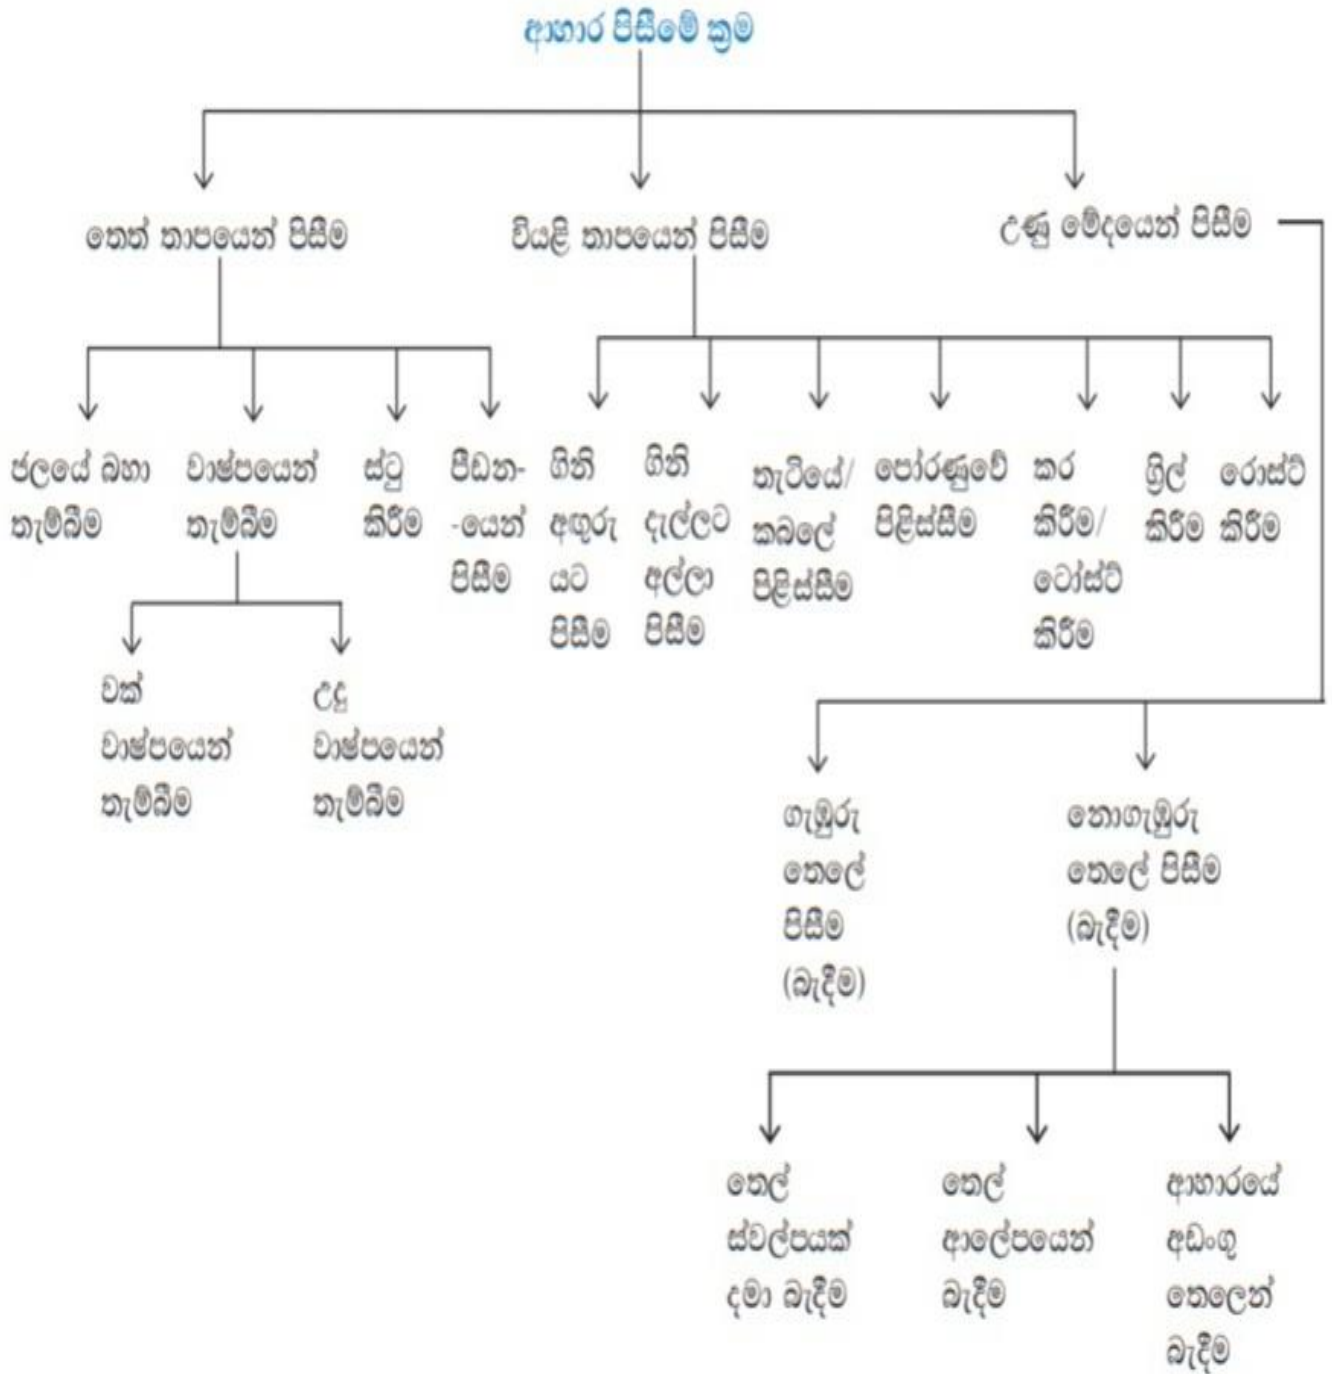 ආහාර පිසීමේ ක්‍රම
තෙත් තාපයෙන් පිසීම
වියළි තාපයෙන් පිසීම
උණු මේදයෙන් පිසීම
ජලයේ බහා
තැම්බීම
වාෂ්පයෙන්
තැම්බීම
ස්ටූ
කිරීම
පීඩන-
-යෙන්
පිසීම
ගිනි
අඟුරු
යට
පිසීම
ගිනි
දැල්ලට
අල්ලා
පිසීම
තැටියේ/
කබලේ
පිළිස්සීම
පෝරණුවේ
පිළිස්සීම
කර
කිරීම/
ටෝස්ට්
කිරීම
ග්‍රිල්
කිරීම
රොස්ට්
කිරීම
වක්
වාෂ්පයෙන්
තැම්බීම
උදු
වාෂ්පයෙන්
තැම්බීම
ගැඹුරු
තෙලේ
පිසීම
(බැදීම)
නොගැඹුරු
තෙලේ පිසීම
(බැදීම)
තෙල්
ස්වල්පයක්
දමා බැදීම
තෙල්
ආලේපයෙන්
බැදීම
ආහාරයේ
අඩංගු
තෙලෙන්
බැදීම